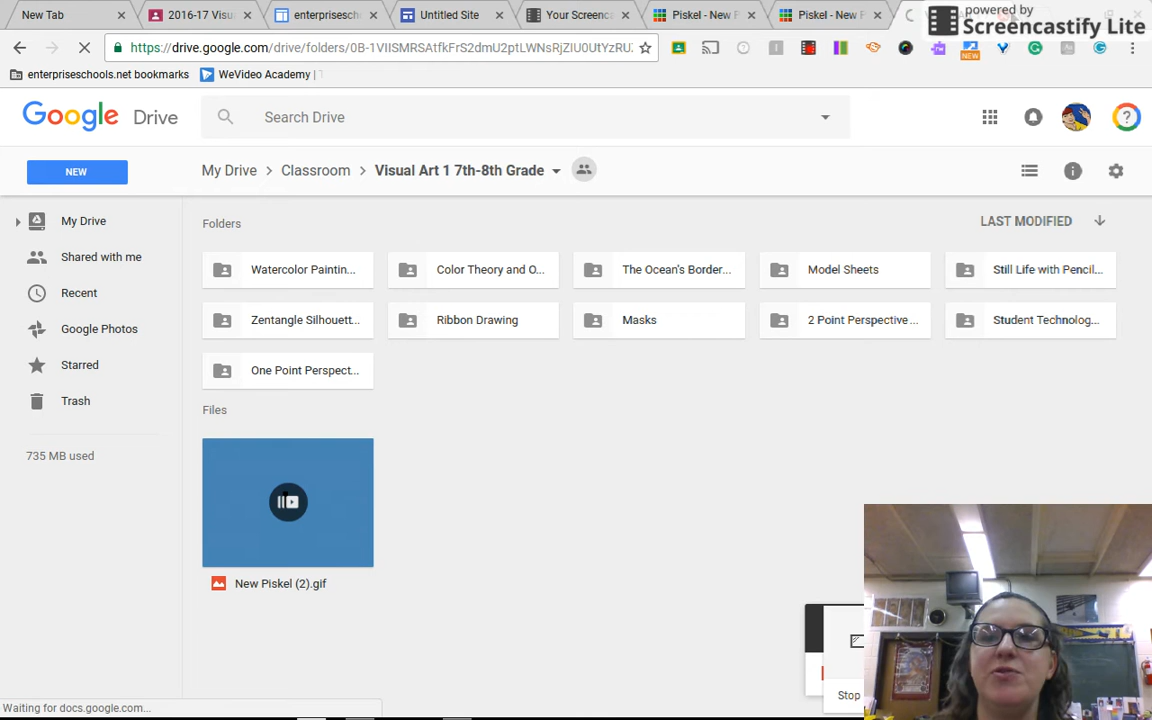 powered by
Screencastify Lite
New Tab
2016-17 Visu
enterprisesch
Untitled Site
Your Screenc
Piskel - New P
Piskel - New P
https://drive.google.com/drive/folders/0B-1VIISMRSAtfkFrS2dmU2ptLWNsRjZIU0UtYzRU
NEW
enterpriseschools.net bookmarks
WeVideo Academy |
Google Drive
Search Drive
NEW
My Drive > Classroom > Visual Art 1 7th-8th Grade
My Drive
Shared with me
Recent
Google Photos
Starred
Trash
735 MB used
Folders
LAST MODIFIED
Watercolor Paintin...
Color Theory and O...
The Ocean's Border...
Model Sheets
Still Life with Pencil...
Zentangle Silhouett...
Ribbon Drawing
Masks
2 Point Perspective ...
Student Technolog...
One Point Perspect...
Files
New Piskel (2).gif
Stop
Waiting for docs.google.com...